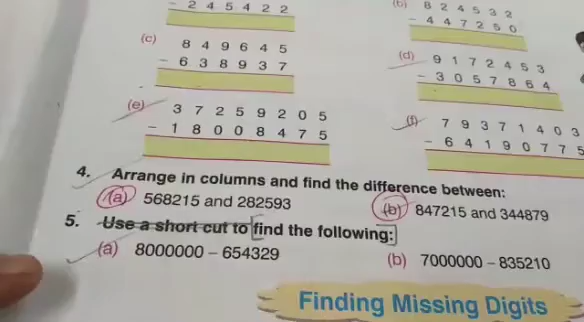 - 2 4 5 4 2 2
(b) 8 2 4 5 3 2
- 4 4 7 2 5 0
(c) 8 4 9 6 4 5
- 6 3 8 9 3 7
(d) 9 1 7 2 4 5 3
- 3 0 5 7 8 6 4
(e) 3 7 2 5 9 2 0 5
- 1 8 0 0 8 4 7 5
(f) 7 9 3 7 1 4 0 3
- 6 4 1 9 0 7 7 5
4. Arrange in columns and find the difference between:
(a) 568215 and 282593
(b) 847215 and 344879
5. Use a short cut to find the following:
(a) 8000000 – 654329
(b) 7000000 – 835210
Finding Missing Digits